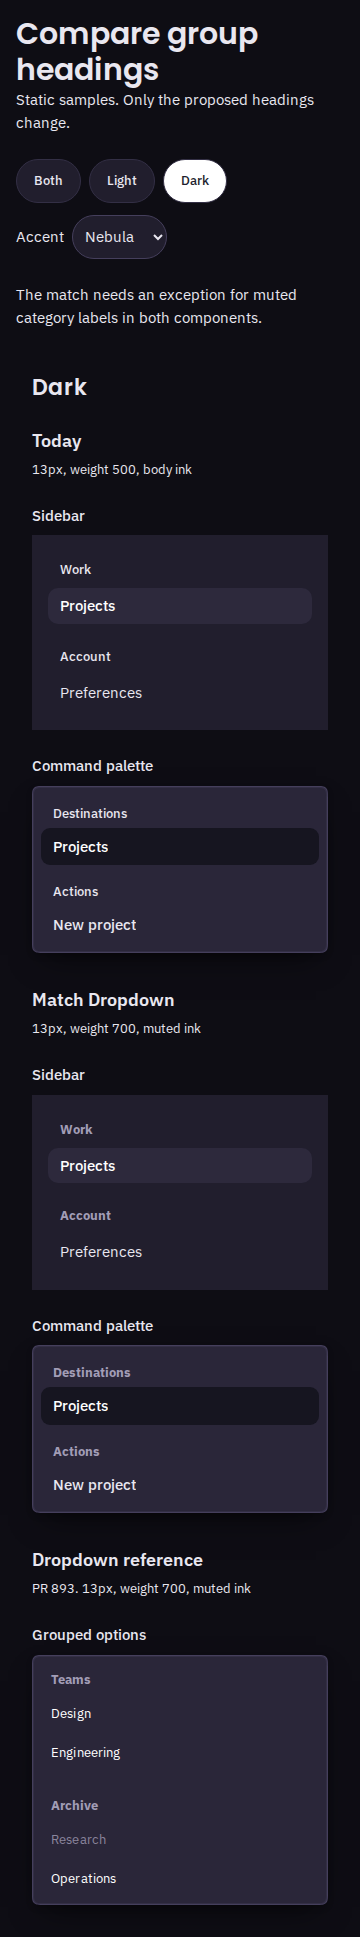 Compare group
headings
Static samples. Only the proposed headings
change.
Both Light Dark
Accent Nebula
The match needs an exception for muted
category labels in both components.
Dark
Today
13px, weight 500, body ink
Sidebar
Work
Projects
Account
Preferences
Command palette
Destinations
Projects
Actions
New project
Match Dropdown
13px, weight 700, muted ink
Sidebar
Work
Projects
Account
Preferences
Command palette
Destinations
Projects
Actions
New project
Dropdown reference
PR 893. 13px, weight 700, muted ink
Grouped options
Teams
Design
Engineering
Archive
Research
Operations